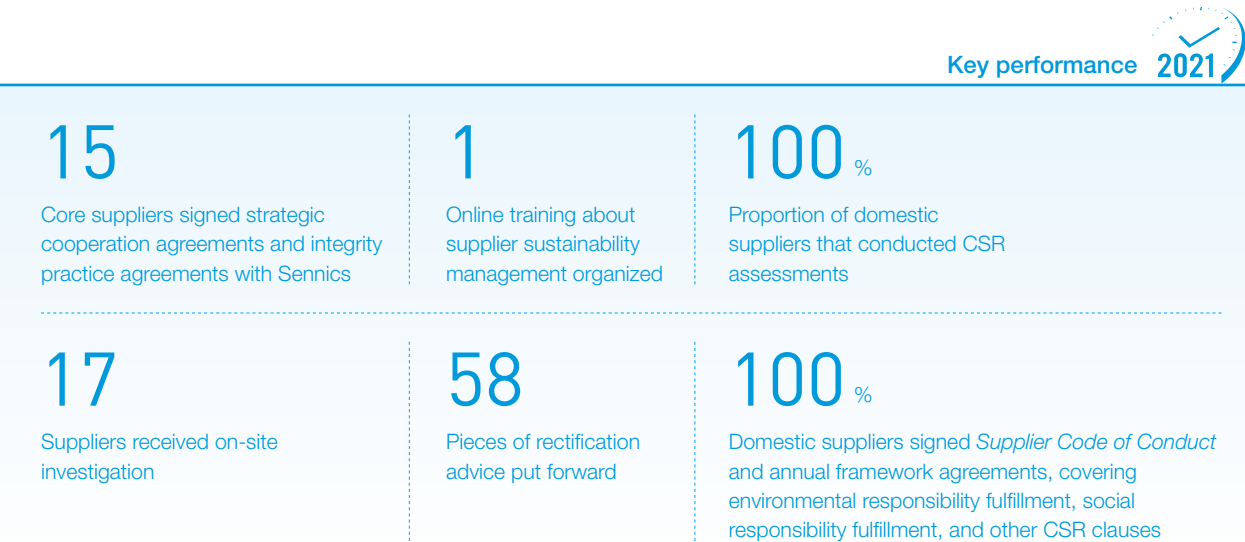 Key performance 2021
15
Core suppliers signed strategic
cooperation agreements and integrity
practice agreements with Sennics
1
Online training about
supplier sustainability
management organized
100 %
Proportion of domestic
suppliers that conducted CSR
assessments
17
Suppliers received on-site
investigation
58
Pieces of rectification
advice put forward
100 %
Domestic suppliers signed Supplier Code of Conduct
and annual framework agreements, covering
environmental responsibility fulfillment, social
responsibility fulfillment, and other CSR clauses